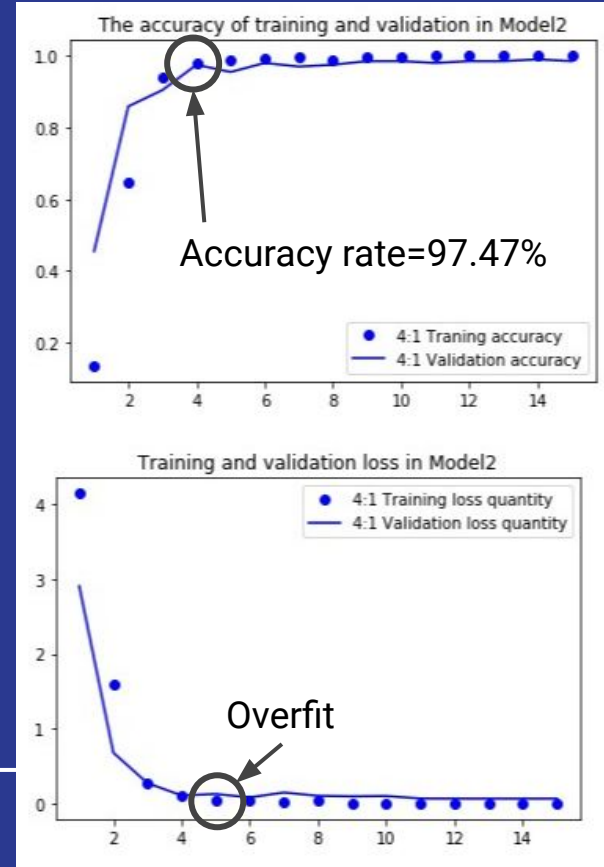 The accuracy of training and validation in Model2
1.0
0.8
0.6
0.4
0.2
Accuracy rate=97.47%
4:1 Traning accuracy
4:1 Validation accuracy
2 4 6 8 10 12 14
Training and validation loss in Model2
4
3
2
1
0
4:1 Training loss quantity
4:1 Validation loss quantity
Overfit
2 4 6 8 10 12 14